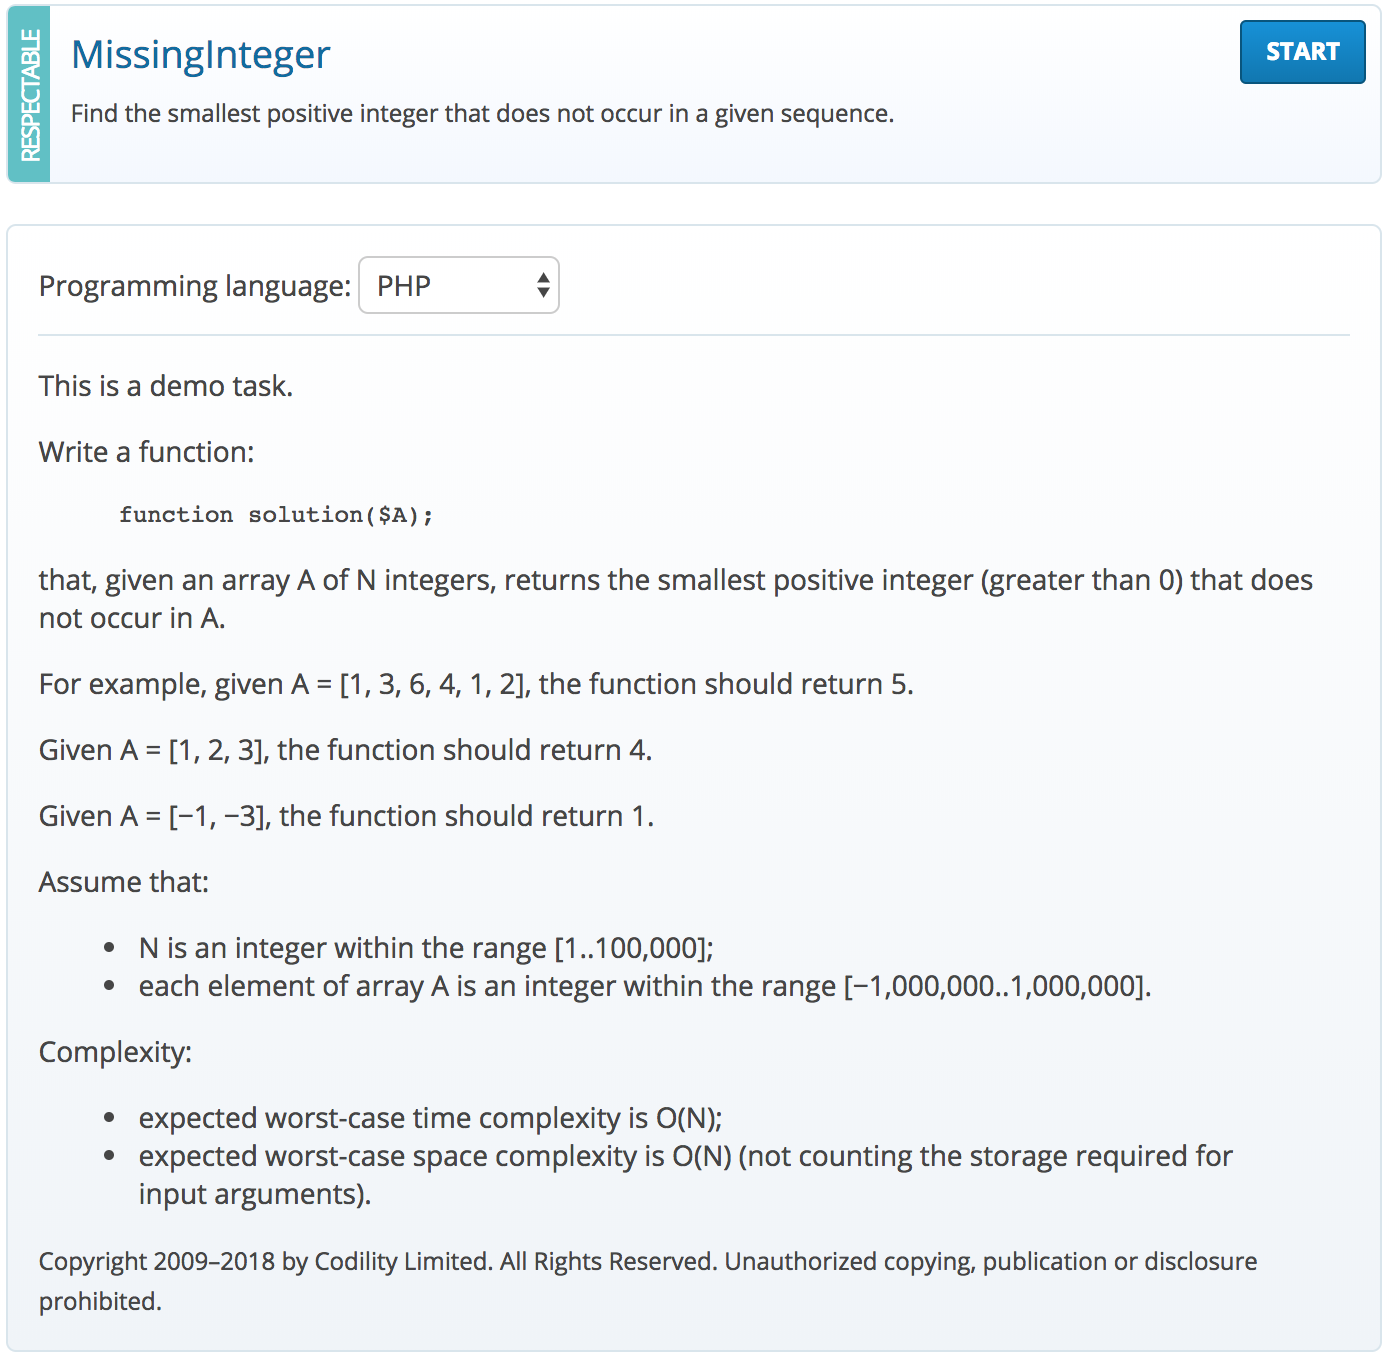 RESPECTABLE
MissingInteger
START
Find the smallest positive integer that does not occur in a given sequence.
Programming language: PHP
This is a demo task.
Write a function:
function solution($A);
that, given an array A of N integers, returns the smallest positive integer (greater than 0) that does
not occur in A.
For example, given A = [1, 3, 6, 4, 1, 2], the function should return 5.
Given A = [1, 2, 3], the function should return 4.
Given A = [−1, −3], the function should return 1.
Assume that:
• N is an integer within the range [1..100,000];
• each element of array A is an integer within the range [−1,000,000..1,000,000].
Complexity:
• expected worst-case time complexity is O(N);
• expected worst-case space complexity is O(N) (not counting the storage required for
input arguments).
Copyright 2009–2018 by Codility Limited. All Rights Reserved. Unauthorized copying, publication or disclosure
prohibited.